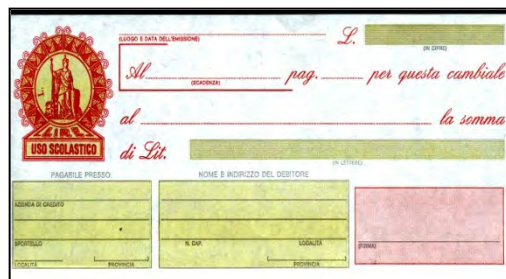 (LUOGO E DATA DELL'EMISSIONE)
L.
(IN CIFRE)
Al pag. per questa cambiale
(SCADENZA)
al la somma
LIRE
USO SCOLASTICO
di Lit.
(IN LETTERE)
PAGABILE PRESSO:
NOME E INDIRIZZO DEL DEBITORE
AZIENDA DI CREDITO
SPORTELLO
N. CAP.
LOCALITÀ
(FIRMA)
LOCALITÀ
PROVINCIA
PROVINCIA